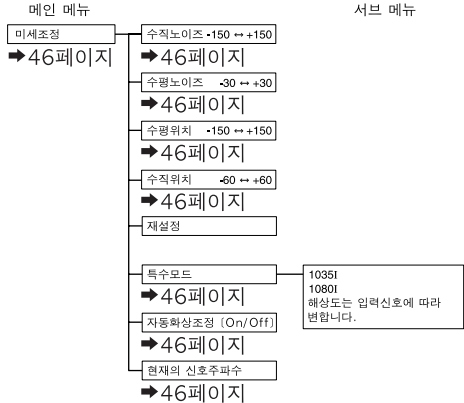 메인 메뉴
서브 메뉴
미세조정
➡46페이지
수직노이즈 -150 ↔ +150
➡46페이지
수평노이즈 -30 ↔ +30
➡46페이지
수평위치 -150 ↔ +150
➡46페이지
수직위치 -60 ↔ +60
➡46페이지
재설정
특수모드
➡46페이지
1035I
1080I
해상도는 입력신호에 따라
변합니다.
자동화상조정 [On/Off]
➡46페이지
현재의 신호주파수
➡46페이지